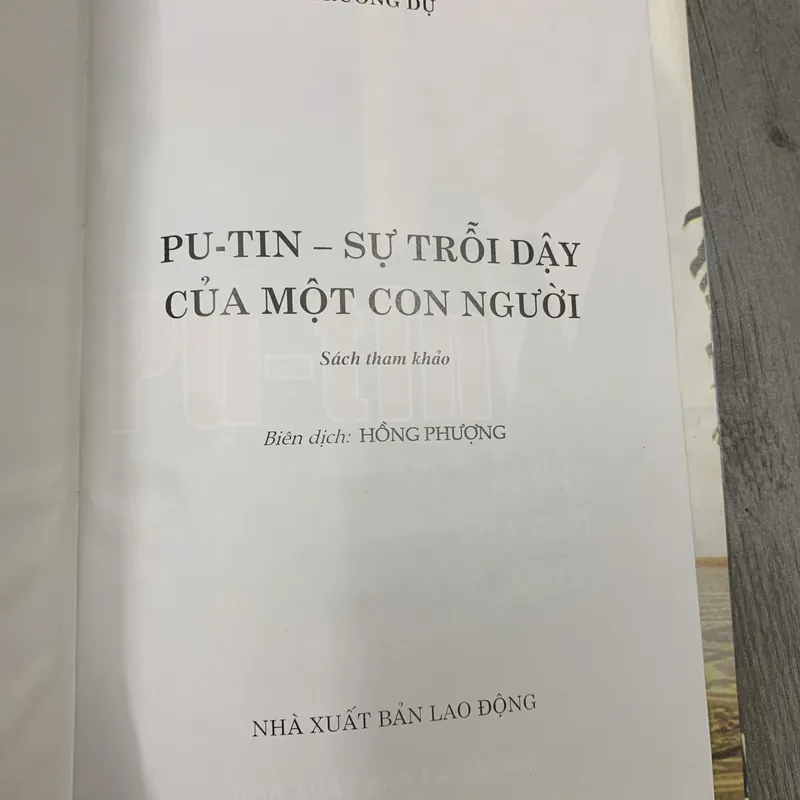 DỰ
PU-TIN – SỰ TRỖI DẬY
CỦA MỘT CON NGƯỜI
Sách tham khảo
Biên dịch: HỒNG PHƯỢNG
NHÀ XUẤT BẢN LAO ĐỘNG